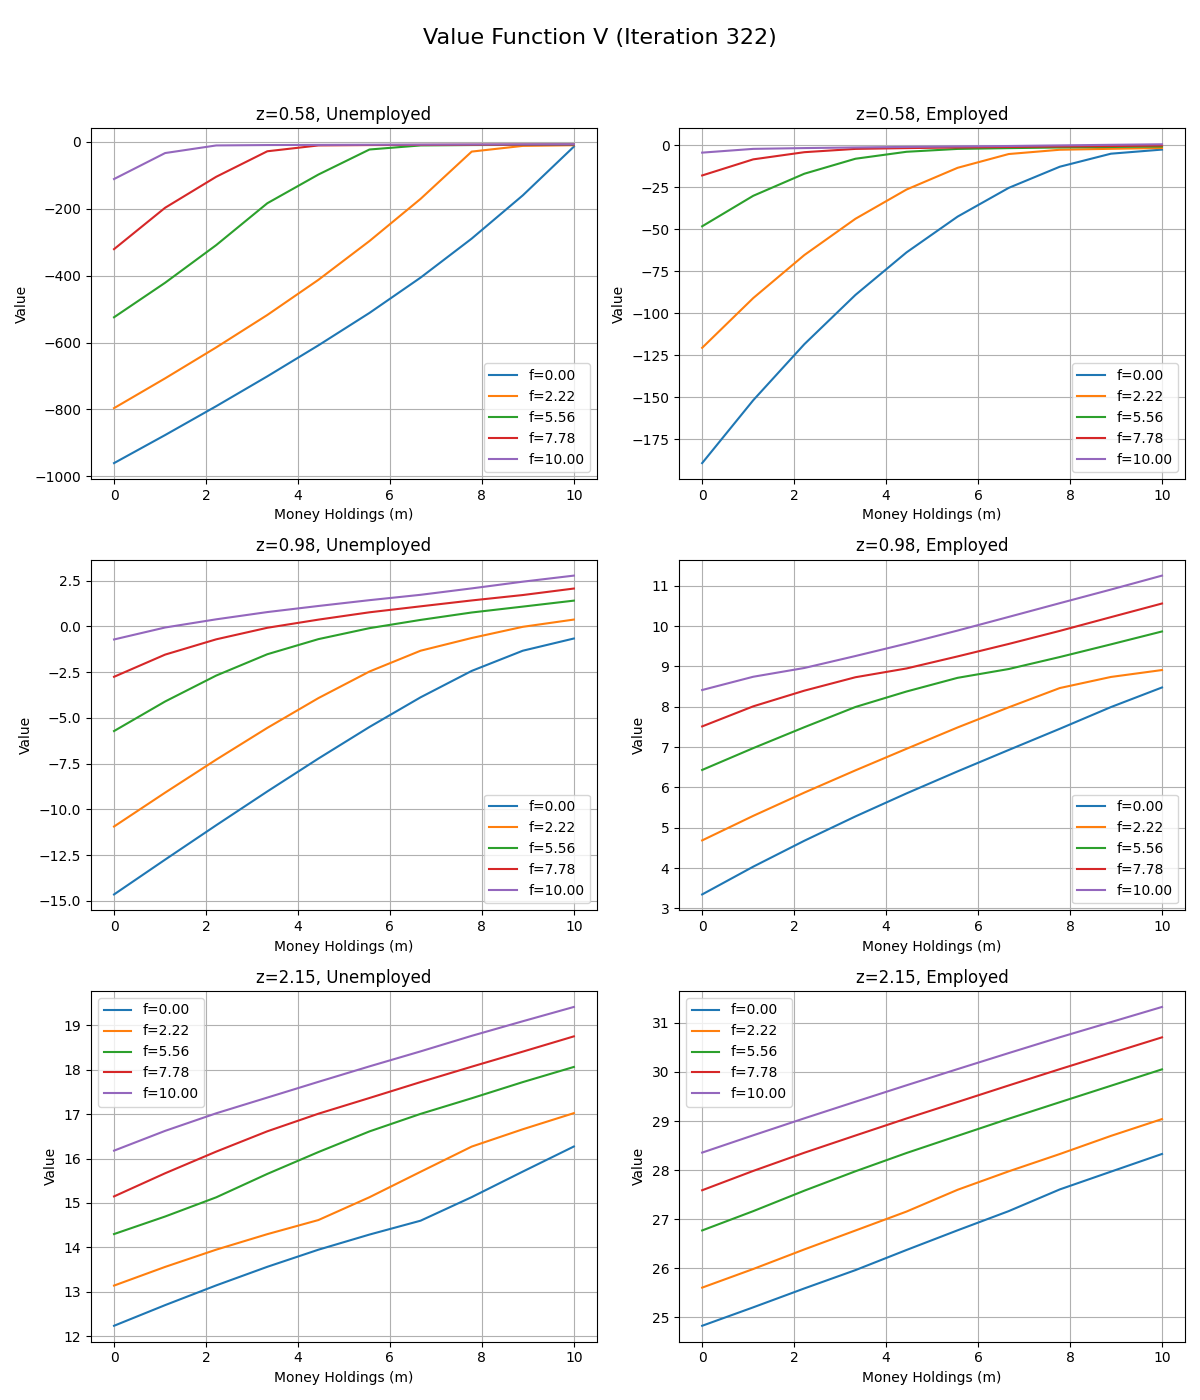 Value Function V (Iteration 322)
z=0.58, Unemployed
Value
0
−200
−400
−600
−800
−1000
0 2 4 6 8 10
Money Holdings (m)
f=0.00
f=2.22
f=5.56
f=7.78
f=10.00
z=0.58, Employed
Value
0
−25
−50
−75
−100
−125
−150
−175
0 2 4 6 8 10
Money Holdings (m)
f=0.00
f=2.22
f=5.56
f=7.78
f=10.00
z=0.98, Unemployed
Value
2.5
0.0
−2.5
−5.0
−7.5
−10.0
−12.5
−15.0
0 2 4 6 8 10
Money Holdings (m)
f=0.00
f=2.22
f=5.56
f=7.78
f=10.00
z=0.98, Employed
Value
11
10
9
8
7
6
5
4
3
0 2 4 6 8 10
Money Holdings (m)
f=0.00
f=2.22
f=5.56
f=7.78
f=10.00
z=2.15, Unemployed
Value
19
18
17
16
15
14
13
12
0 2 4 6 8 10
Money Holdings (m)
f=0.00
f=2.22
f=5.56
f=7.78
f=10.00
z=2.15, Employed
Value
31
30
29
28
27
26
25
0 2 4 6 8 10
Money Holdings (m)
f=0.00
f=2.22
f=5.56
f=7.78
f=10.00